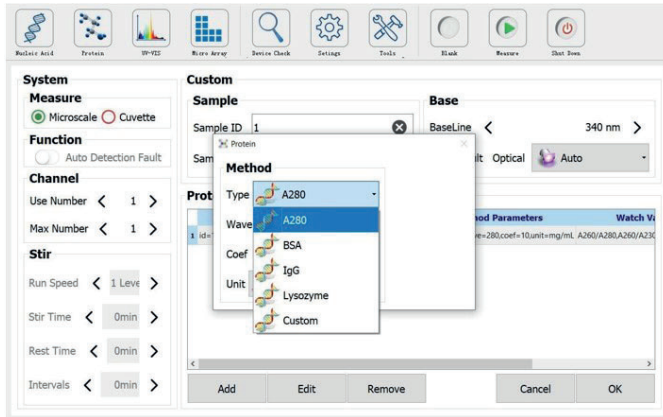 Nucleic Acid Protein UV-VIS Micro Array Device Check Setings Tools Blank Measure Shut Down
System
Measure
Microscale Cuvette
Function
Auto Detection Fault
Channel
Use Number 1
Max Number 1
Stir
Run Speed 1 Leve
Stir Time 0min
Rest Time 0min
Intervals 0min
Custom
Sample
Sample ID 1
Sam
Base
BaseLine 340 nm
lt Optical Auto
Prot
hod Parameters Watch Va
1 id=
ve=280,coef=10,unit=mg/mL A260/A280,A260/A230
Protein
Method
Type A280
Wave
Coef
Unit
A280
BSA
IgG
Lysozyme
Custom
Add Edit Remove Cancel OK